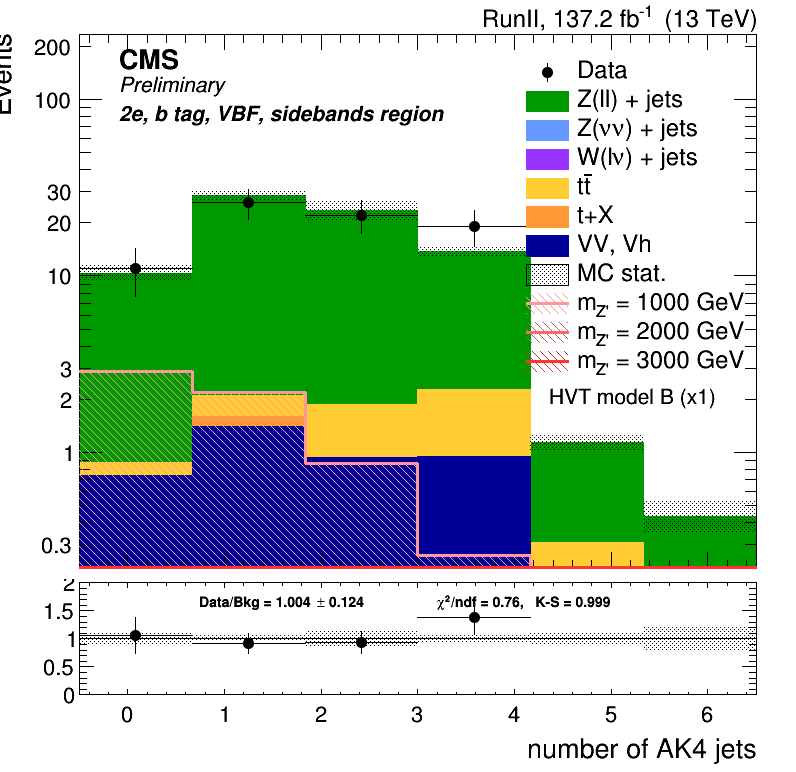 RunII, 137.2 fb⁻¹ (13 TeV)
Events
CMS
Preliminary
2e, b tag, VBF, sidebands region
Data
Z(ll) + jets
Z(νν) + jets
W(lν) + jets
tt̄
t+X
VV, Vh
MC stat.
m_Z' = 1000 GeV
m_Z' = 2000 GeV
m_Z' = 3000 GeV
HVT model B (x1)
200
100
30
20
10
3
2
1
0.3
Data/Bkg = 1.004 ± 0.124
χ²/ndf = 0.76, K-S = 0.999
2
1.5
1
0.5
0
0 1 2 3 4 5 6
number of AK4 jets